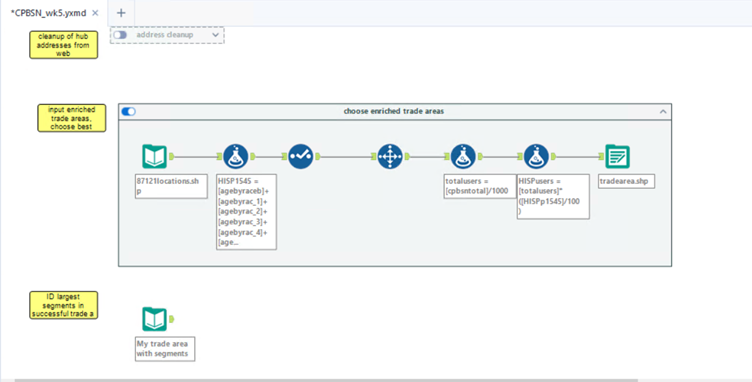 *CPBSN_wk5.yxmd
cleanup of hub
addresses from
web
address cleanup
input enriched
trade areas,
choose best
choose enriched trade areas
87121locations.sh
p
HISP1545 =
[agebyraceb]+
[agebyrac_1]+
[agebyrac_2]+
[agebyrac_3]+
[agebyrac_4]+
[age...
totalusers =
[cpbsntotal]/1000
HISPusers =
[totalusers]*
([HISPp1545]/100
)
tradearea.shp
ID largest
segments in
successful trade a
My trade area
with segments